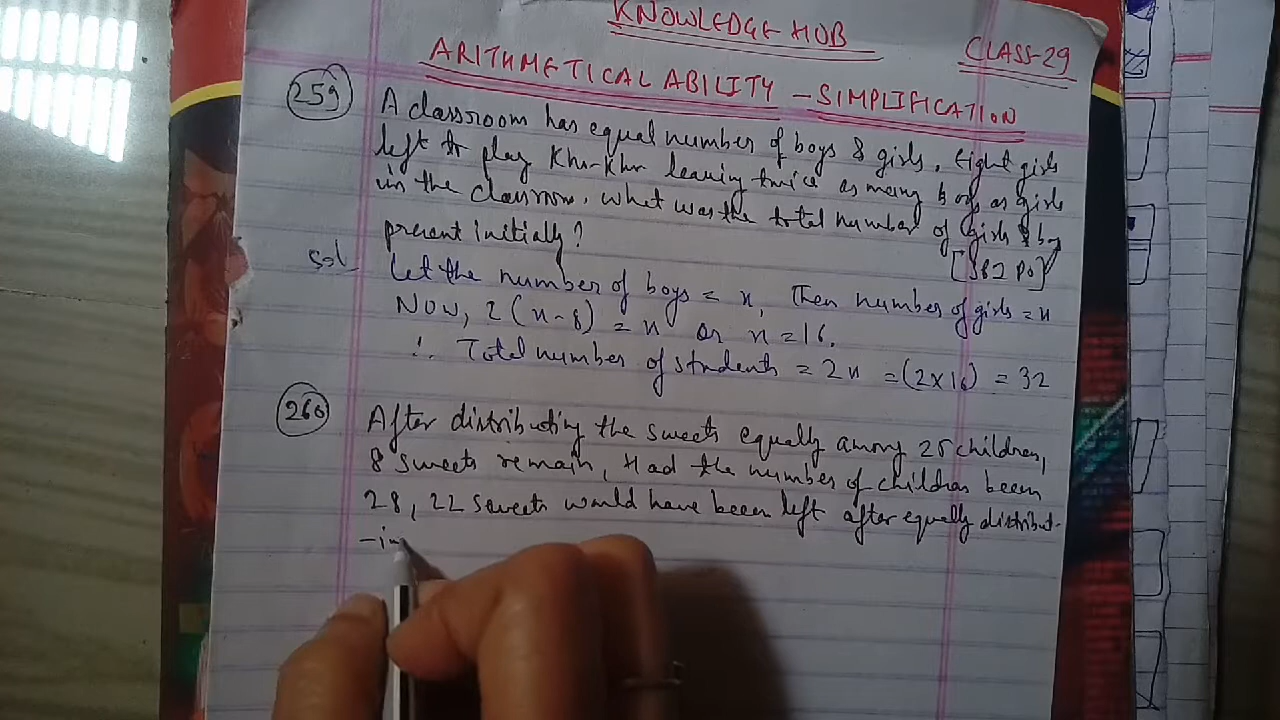 KNOWLEDGE HUB
CLASS-29
ARITHMETICAL ABILITY - SIMPLIFICATION
(259) A classroom has equal number of boys & girls. Eight girls
left to play Kho-Kho leaving twice as many boys as girls
in the classroom. What was the total number of girls & boy
present initially?
[SBI PO]
Sol. Let the number of boys = x, Then number of girls = x
Now, 2(x-8) = x or x = 16.
∴ Total number of students = 2x = (2×16) = 32
(260) After distributing the sweets equally among 25 children,
8 sweets remain, Had the number of children been
28, 22 sweets would have been left after equally distribut-
-in